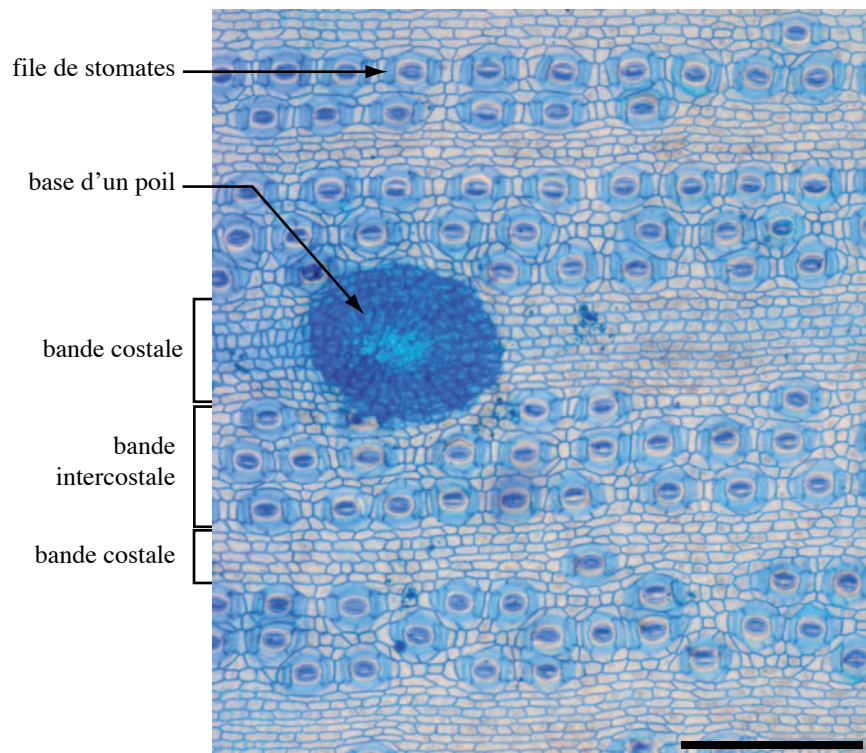 file de stomates
base d'un poil
bande costale
bande
intercostale
bande costale